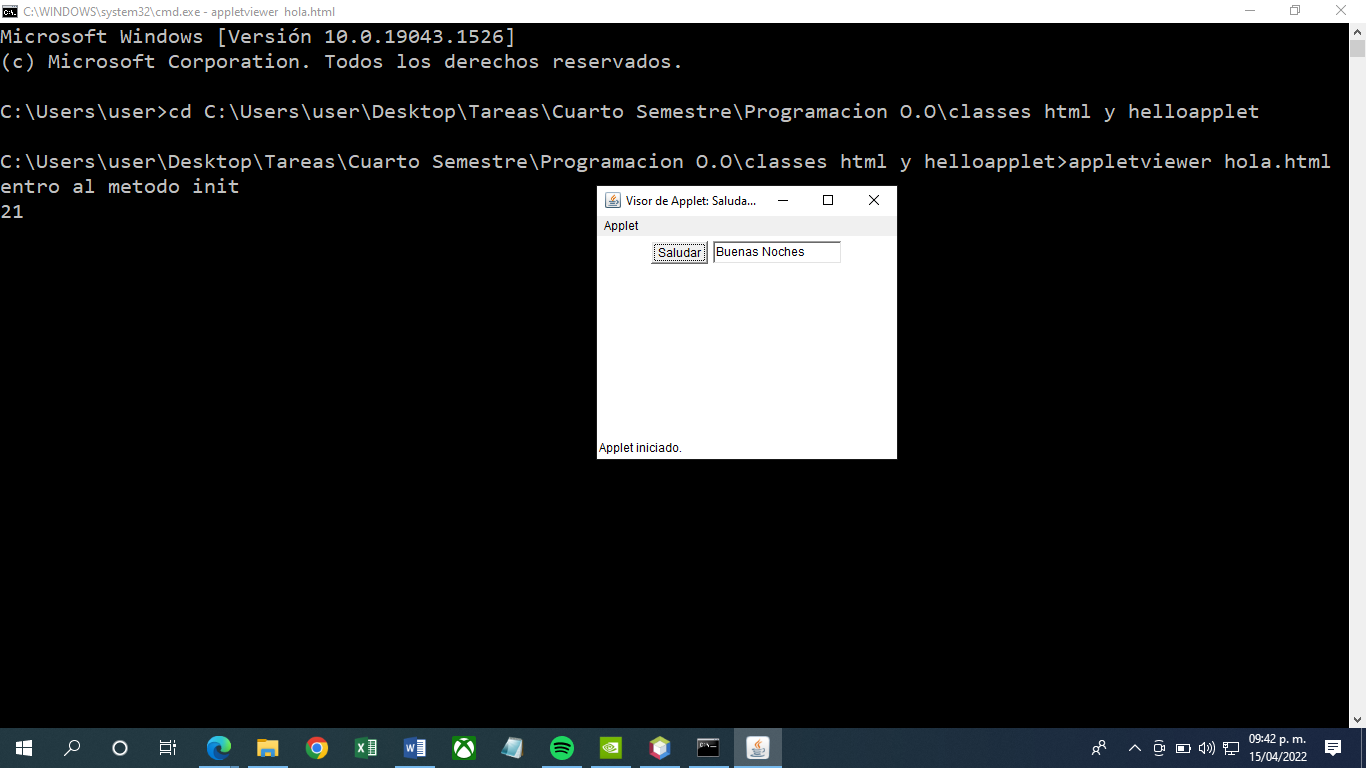 C:\WINDOWS\system32\cmd.exe - appletviewer hola.html
Microsoft Windows [Versión 10.0.19043.1526]
(c) Microsoft Corporation. Todos los derechos reservados.
C:\Users\user>cd C:\Users\user\Desktop\Tareas\Cuarto Semestre\Programacion O.O\classes html y helloapplet
C:\Users\user\Desktop\Tareas\Cuarto Semestre\Programacion O.O\classes html y helloapplet>appletviewer hola.html
entro al metodo init
21
Visor de Applet: Saluda...
Applet
Saludar Buenas Noches
Applet iniciado.
09:42 p. m.
15/04/2022